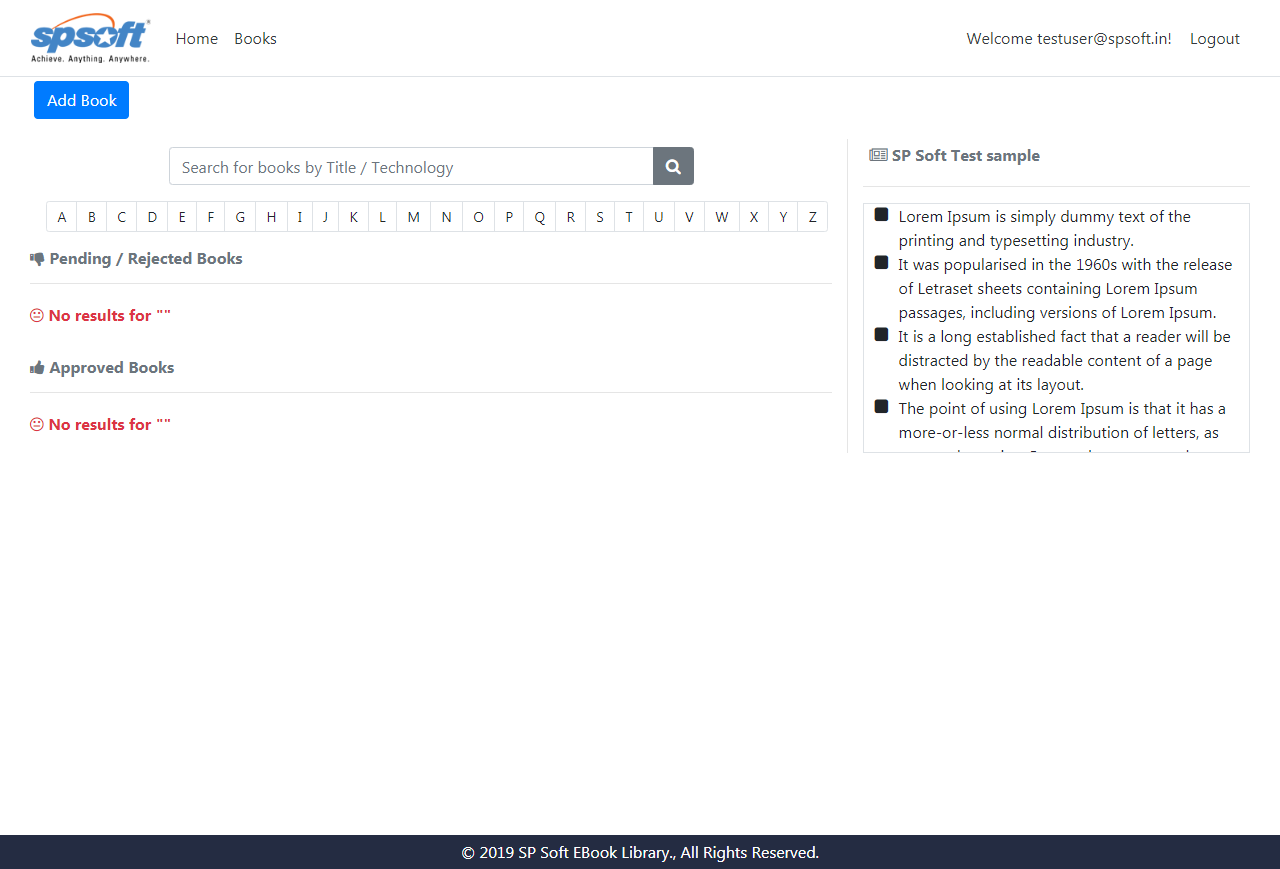 spsoft
Achieve. Anything. Anywhere.
Home Books
Welcome testuser@spsoft.in! Logout
Add Book
Search for books by Title / Technology
A B C D E F G H I J K L M N O P Q R S T U V W X Y Z
Pending / Rejected Books
No results for ""
Approved Books
No results for ""
SP Soft Test sample
Lorem Ipsum is simply dummy text of the
printing and typesetting industry.
It was popularised in the 1960s with the release
of Letraset sheets containing Lorem Ipsum
passages, including versions of Lorem Ipsum.
It is a long established fact that a reader will be
distracted by the readable content of a page
when looking at its layout.
The point of using Lorem Ipsum is that it has a
more-or-less normal distribution of letters, as
© 2019 SP Soft EBook Library., All Rights Reserved.